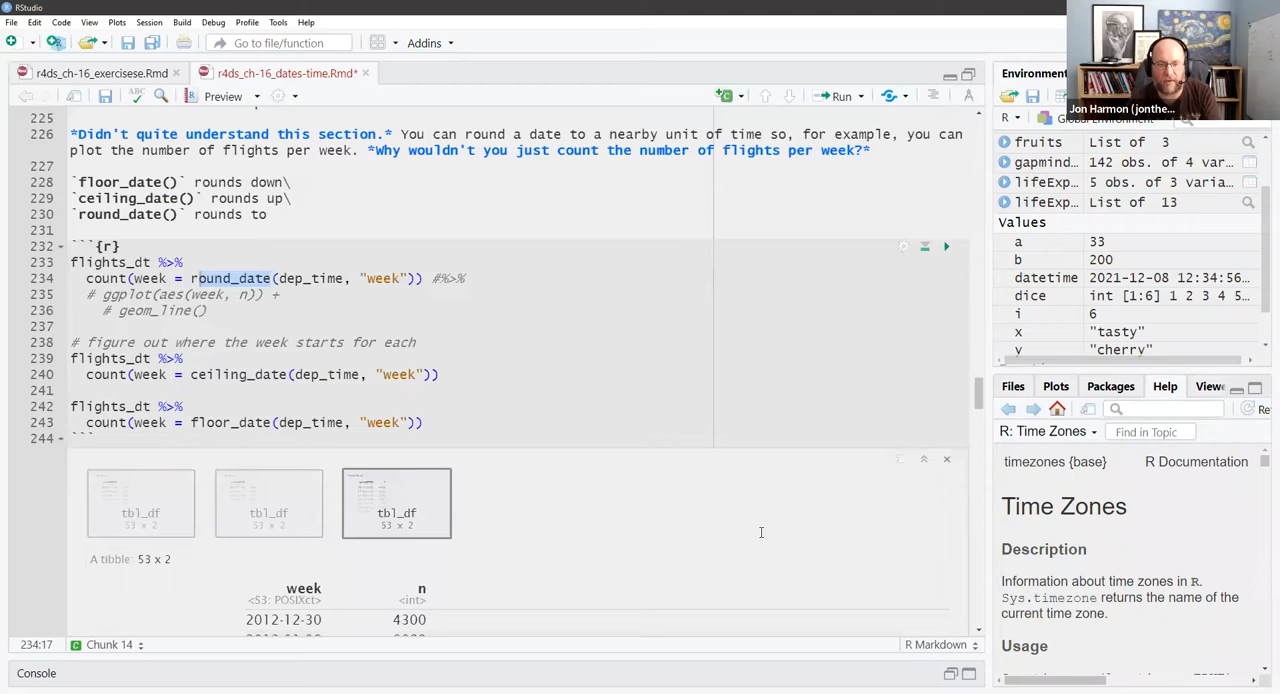 RStudio
File Edit Code View Plots Session Build Debug Profile Tools Help
Go to file/function Addins
r4ds_ch-16_exercisese.Rmd r4ds_ch-16_dates-time.Rmd*
ABC Preview Run
225
226 *Didn't quite understand this section.* You can round a date to a nearby unit of time so, for example, you can
plot the number of flights per week. *Why wouldn't you just count the number of flights per week?*
227
228 `floor_date()` rounds down\
229 `ceiling_date()` rounds up\
230 `round_date()` rounds to
231
232 ```{r}
233 flights_dt %>%
234 count(week = round_date(dep_time, "week")) #%>%
235 # ggplot(aes(week, n)) +
236 # geom_line()
237
238 # figure out where the week starts for each
239 flights_dt %>%
240 count(week = ceiling_date(dep_time, "week"))
241
242 flights_dt %>%
243 count(week = floor_date(dep_time, "week"))
244 ```
tbl_df tbl_df tbl_df
53 x 2 53 x 2 53 x 2
A tibble: 53 x 2
week n
<S3: POSIXct> <int>
2012-12-30 4300
234:17 Chunk 14 R Markdown
Console
Jon Harmon (jonthe...
Environment
R Global Environment
fruits List of 3
gapmind... 142 obs. of 4 var...
lifeExp... 5 obs. of 3 varia...
lifeExp... List of 13
Values
a 33
b 200
datetime 2021-12-08 12:34:56...
dice int [1:6] 1 2 3 4 5...
i 6
x "tasty"
y "cherry"
Files Plots Packages Help View
Re
R: Time Zones Find in Topic
timezones {base} R Documentation
Time Zones
Description
Information about time zones in R.
Sys.timezone returns the name of the
current time zone.
Usage